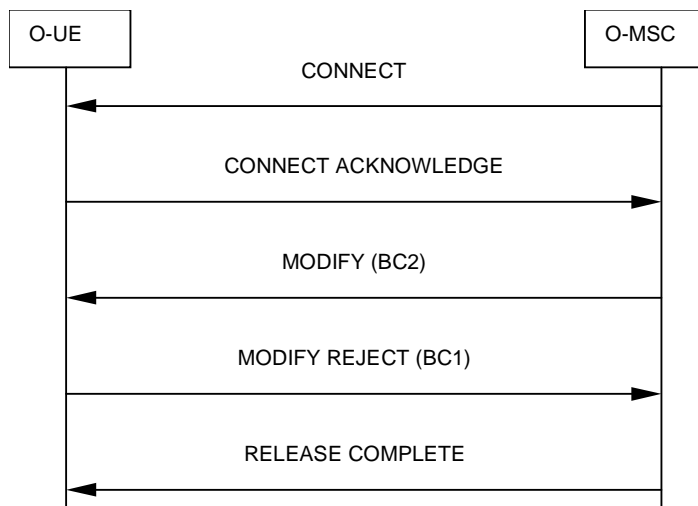 O-UE
O-MSC
CONNECT
CONNECT ACKNOWLEDGE
MODIFY (BC2)
MODIFY REJECT (BC1)
RELEASE COMPLETE